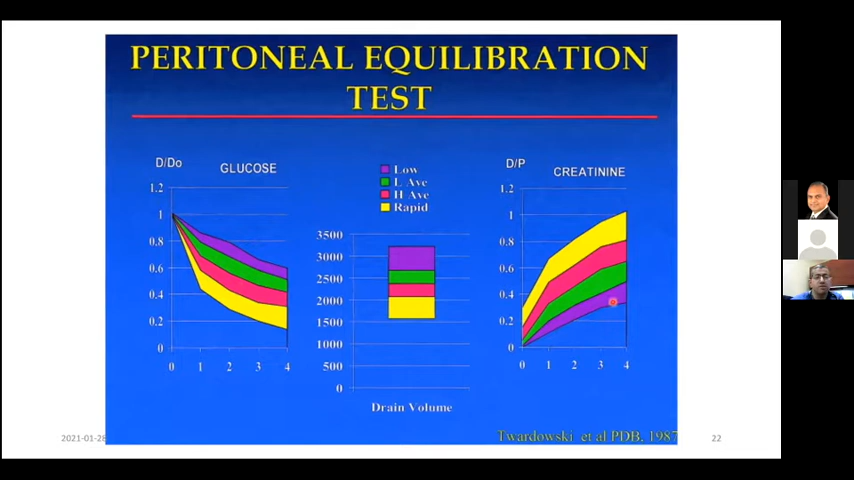 PERITONEAL EQUILIBRATION
TEST
D/Do
GLUCOSE
1.2
1
0.8
0.6
0.4
0.2
0
0 1 2 3 4
Low
L Ave
H Ave
Rapid
3500
3000
2500
2000
1500
1000
500
0
Drain Volume
D/P
CREATININE
1.2
1
0.8
0.6
0.4
0.2
0
0 1 2 3 4
Twardowski et al PDB, 1987
2021-01-28
22